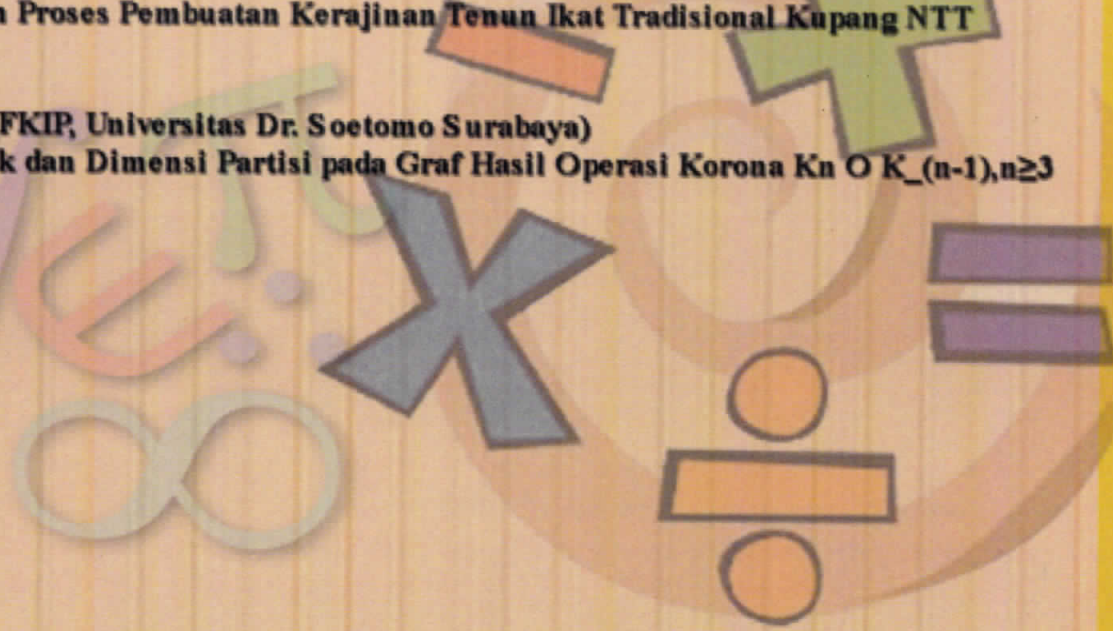 Proses Pembuatan Kerajinan Tenun Ikat Tradisional Kupang NTT
FKIP, Universitas Dr. Soetomo Surabaya)
k dan Dimensi Partisi pada Graf Hasil Operasi Korona Kn O K_(n-1),n≥3